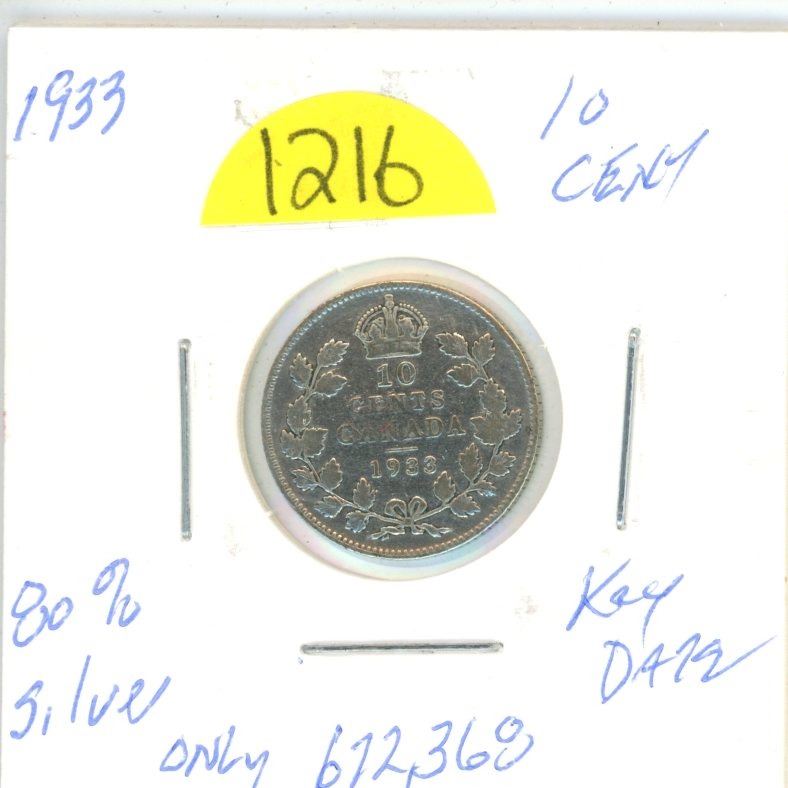 1933
10
CENT
1216
10
CENTS
CANADA
1933
80%
Silver
Key
DATE
ONLY 672,368